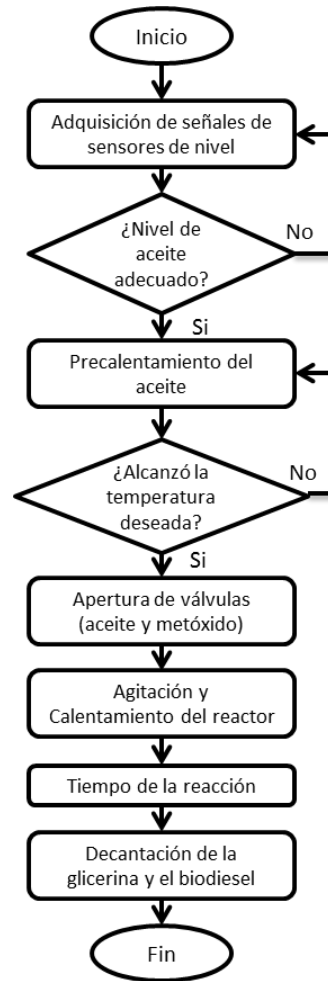 Inicio
Adquisición de señales de
sensores de nivel
¿Nivel de
aceite
adecuado?
No
Si
Precalentamiento del
aceite
¿Alcanzó la
temperatura
deseada?
No
Si
Apertura de válvulas
(aceite y metóxido)
Agitación y
Calentamiento del reactor
Tiempo de la reacción
Decantación de la
glicerina y el biodiesel
Fin